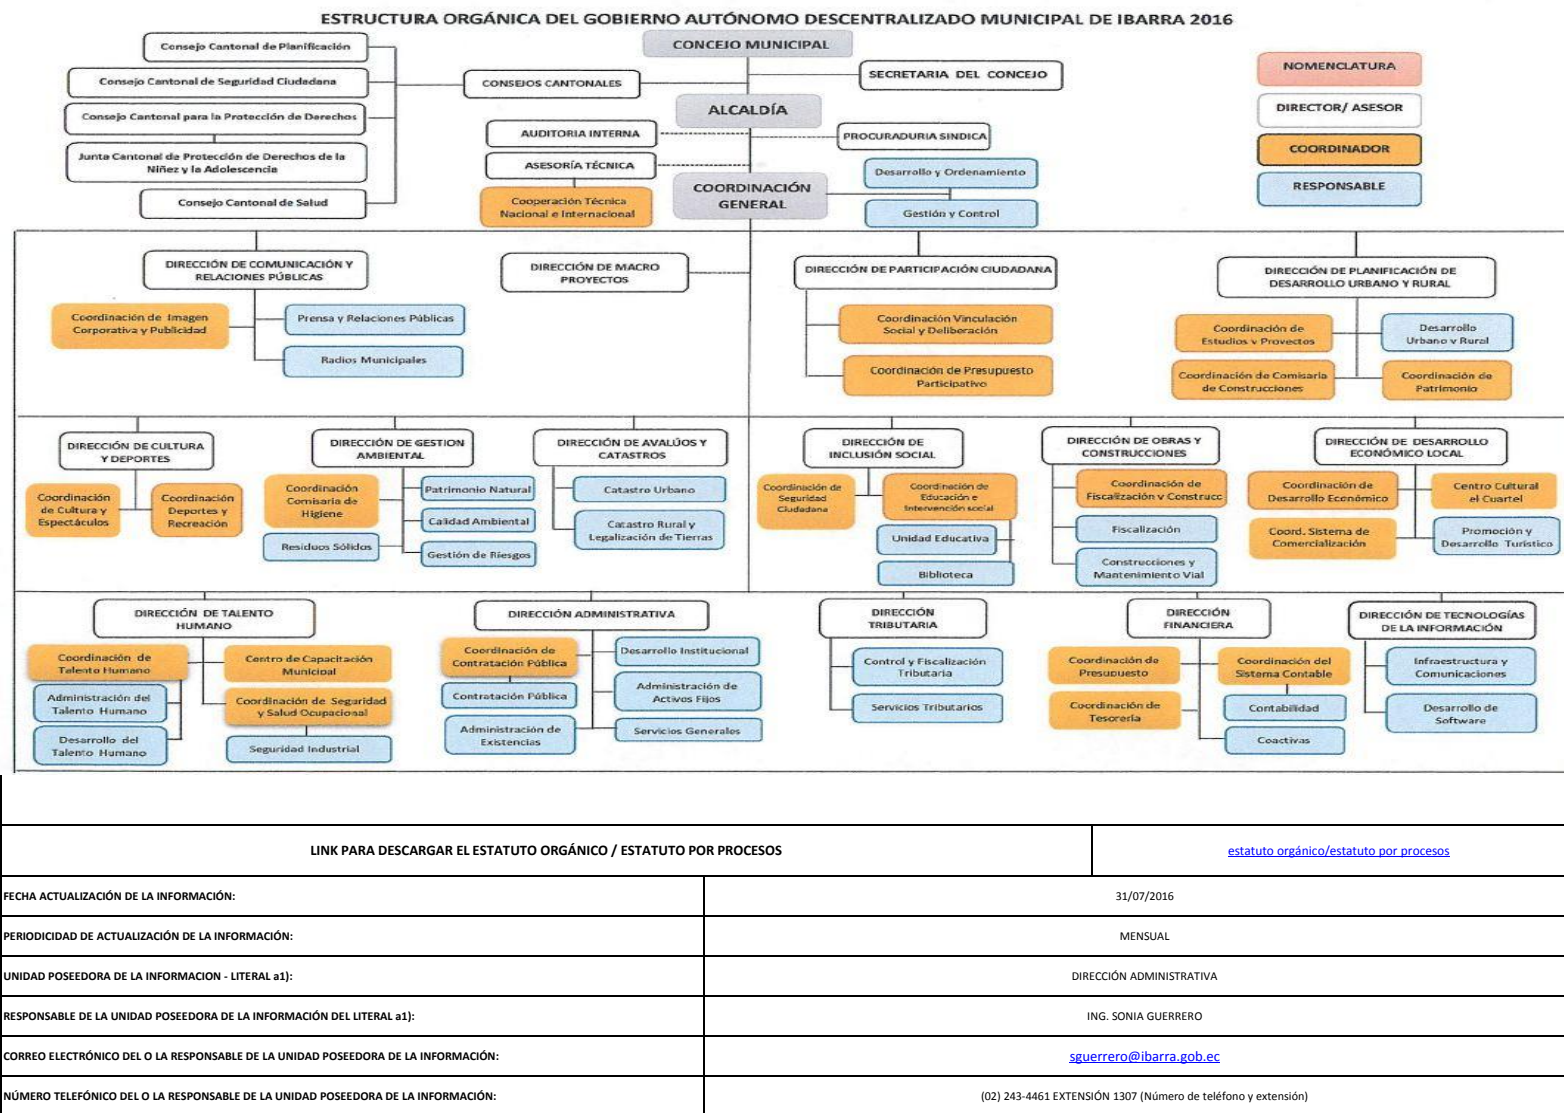 ESTRUCTURA ORGÁNICA DEL GOBIERNO AUTÓNOMO DESCENTRALIZADO MUNICIPAL DE IBARRA 2016
CONCEJO MUNICIPAL
SECRETARIA DEL CONCEJO
CONSEJOS CANTONALES
Consejo Cantonal de Planificación
Consejo Cantonal de Seguridad Ciudadana
Consejo Cantonal para la Protección de Derechos
Junta Cantonal de Protección de Derechos de la
Niñez y la Adolescencia
Consejo Cantonal de Salud
ALCALDÍA
AUDITORIA INTERNA
PROCURADURIA SINDICA
ASESORÍA TÉCNICA
Cooperación Técnica
Nacional e Internacional
COORDINACIÓN
GENERAL
Desarrollo y Ordenamiento
Gestión y Control
NOMENCLATURA
DIRECTOR/ ASESOR
COORDINADOR
RESPONSABLE
DIRECCIÓN DE COMUNICACIÓN Y
RELACIONES PÚBLICAS
Coordinación de Imagen
Corporativa y Publicidad
Prensa y Relaciones Públicas
Radios Municipales
DIRECCIÓN DE MACRO
PROYECTOS
DIRECCIÓN DE PARTICIPACIÓN CIUDADANA
Coordinación Vinculación
Social y Deliberación
Coordinación de Presupuesto
Participativo
DIRECCIÓN DE PLANIFICACIÓN DE
DESARROLLO URBANO Y RURAL
Coordinación de
Estudios y Proyectos
Desarrollo
Urbano y Rural
Coordinación de Comisaria
de Construcciones
Coordinación de
Patrimonio
DIRECCIÓN DE CULTURA
Y DEPORTES
Coordinación
de Cultura y
Espectáculos
Coordinación
Deportes y
Recreación
DIRECCIÓN DE GESTION
AMBIENTAL
Coordinación
Comisaria de
Higiene
Residuos Sólidos
Patrimonio Natural
Calidad Ambiental
Gestión de Riesgos
DIRECCIÓN DE AVALÚOS Y
CATASTROS
Catastro Urbano
Catastro Rural y
Legalización de Tierras
DIRECCIÓN DE
INCLUSIÓN SOCIAL
Coordinación de
Seguridad
Ciudadana
Coordinación de
Educación e
Intervención social
Unidad Educativa
Biblioteca
DIRECCIÓN DE OBRAS Y
CONSTRUCCIONES
Coordinación de
Fiscalización y Construcc
Fiscalización
Construcciones y
Mantenimiento Vial
DIRECCIÓN DE DESARROLLO
ECONÓMICO LOCAL
Coordinación de
Desarrollo Económico
Centro Cultural
el Cuartel
Coord. Sistema de
Comercialización
Promoción y
Desarrollo Turístico
DIRECCIÓN DE TALENTO
HUMANO
Coordinación de
Talento Humano
Administración del
Talento Humano
Desarrollo del
Talento Humano
Centro de Capacitación
Municipal
Coordinación de Seguridad
y Salud Ocupacional
Seguridad Industrial
DIRECCIÓN ADMINISTRATIVA
Coordinación de
Contratación Pública
Contratación Pública
Administración de
Existencias
Desarrollo Institucional
Administración de
Activos Fijos
Servicios Generales
DIRECCIÓN
TRIBUTARIA
Control y Fiscalización
Tributaria
Servicios Tributarios
DIRECCIÓN
FINANCIERA
Coordinación de
Presupuesto
Coordinación de
Tesorería
Coordinación del
Sistema Contable
Contabilidad
Coactivas
DIRECCIÓN DE TECNOLOGÍAS
DE LA INFORMACIÓN
Infraestructura y
Comunicaciones
Desarrollo de
Software
LINK PARA DESCARGAR EL ESTATUTO ORGÁNICO / ESTATUTO POR PROCESOS
estatuto orgánico/estatuto por procesos
FECHA ACTUALIZACIÓN DE LA INFORMACIÓN:
31/07/2016
PERIODICIDAD DE ACTUALIZACIÓN DE LA INFORMACIÓN:
MENSUAL
UNIDAD POSEEDORA DE LA INFORMACION - LITERAL a1):
DIRECCIÓN ADMINISTRATIVA
RESPONSABLE DE LA UNIDAD POSEEDORA DE LA INFORMACIÓN DEL LITERAL a1):
ING. SONIA GUERRERO
CORREO ELECTRÓNICO DEL O LA RESPONSABLE DE LA UNIDAD POSEEDORA DE LA INFORMACIÓN:
sguerrero@ibarra.gob.ec
NÚMERO TELEFÓNICO DEL O LA RESPONSABLE DE LA UNIDAD POSEEDORA DE LA INFORMACIÓN:
(02) 243-4461 EXTENSIÓN 1307 (Número de teléfono y extensión)